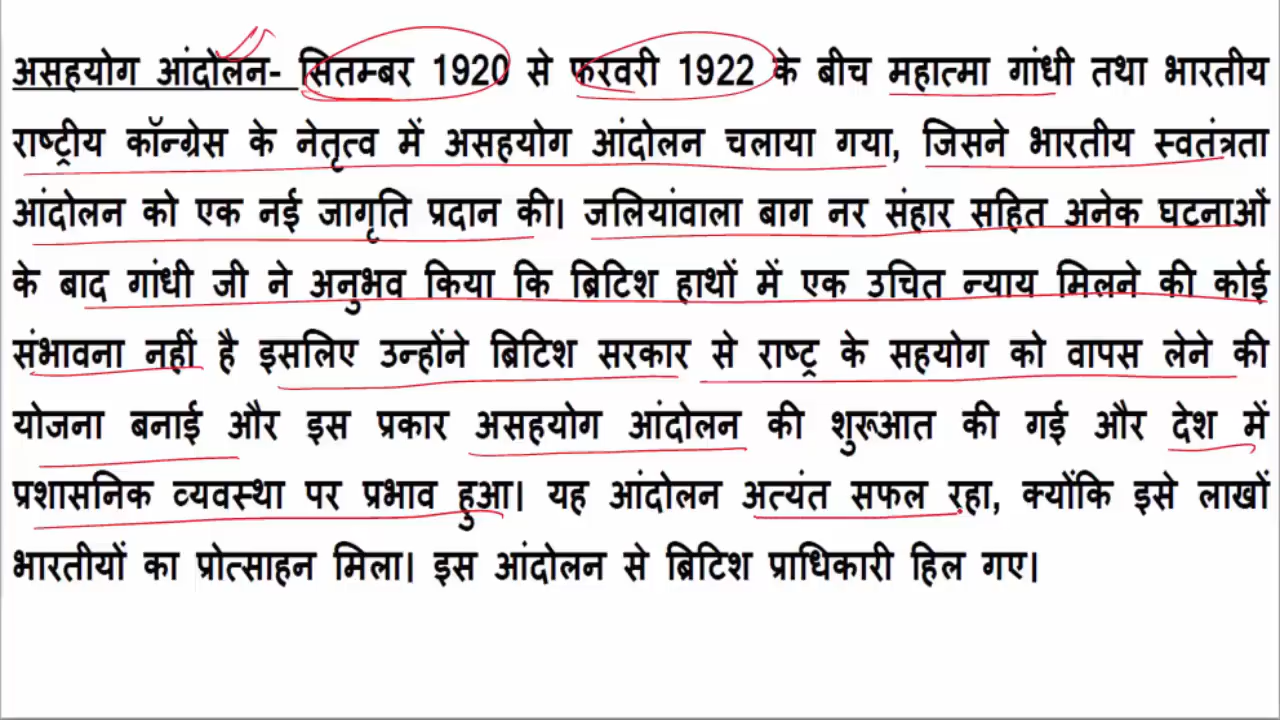 असहयोग आंदोलन- सितम्बर 1920 से फरवरी 1922 के बीच महात्मा गांधी तथा भारतीय
राष्ट्रीय कॉन्ग्रेस के नेतृत्व में असहयोग आंदोलन चलाया गया, जिसने भारतीय स्वतंत्रता
आंदोलन को एक नई जागृति प्रदान की। जलियांवाला बाग नर संहार सहित अनेक घटनाओं
के बाद गांधी जी ने अनुभव किया कि ब्रिटिश हाथों में एक उचित न्याय मिलने की कोई
संभावना नहीं है इसलिए उन्होंने ब्रिटिश सरकार से राष्ट्र के सहयोग को वापस लेने की
योजना बनाई और इस प्रकार असहयोग आंदोलन की शुरूआत की गई और देश में
प्रशासनिक व्यवस्था पर प्रभाव हुआ। यह आंदोलन अत्यंत सफल रहा, क्योंकि इसे लाखों
भारतीयों का प्रोत्साहन मिला। इस आंदोलन से ब्रिटिश प्राधिकारी हिल गए।